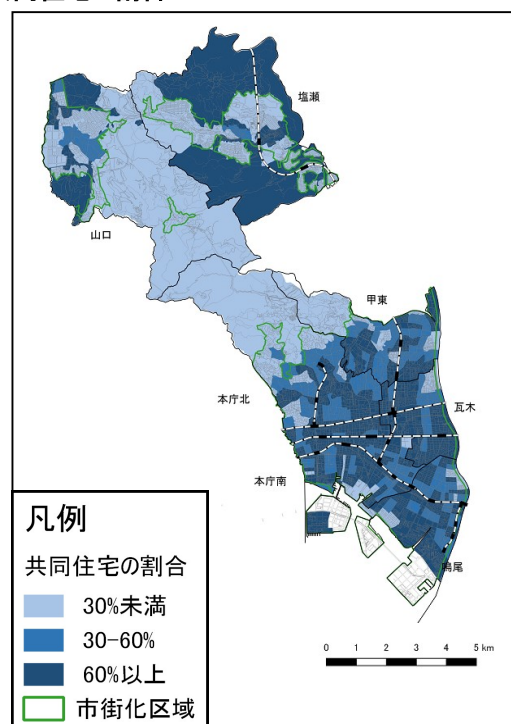 塩瀬
山口
甲東
本庁北
瓦木
本庁南
鳴尾
凡例
共同住宅の割合
30%未満
30-60%
60%以上
市街化区域
0 1 2 3 4 5 km